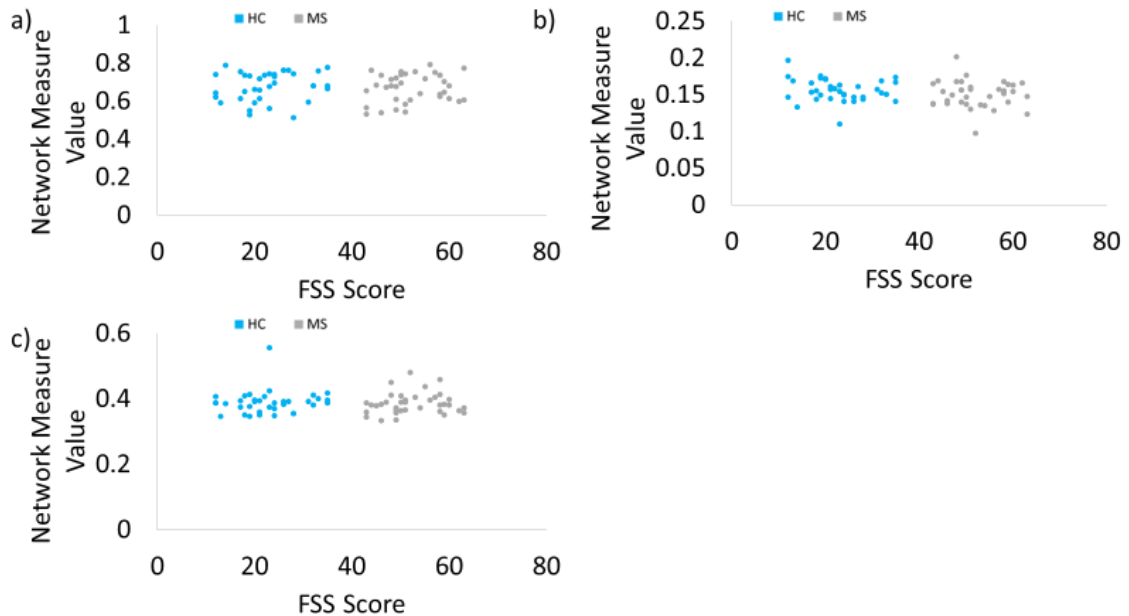 a)
HC MS
Network Measure
Value
1
0.8
0.6
0.4
0.2
0
0 20 40 60 80
FSS Score
b)
HC MS
Network Measure
Value
0.25
0.2
0.15
0.1
0.05
0
0 20 40 60 80
FSS Score
c)
HC MS
Network Measure
Value
0.6
0.4
0.2
0
0 20 40 60 80
FSS Score